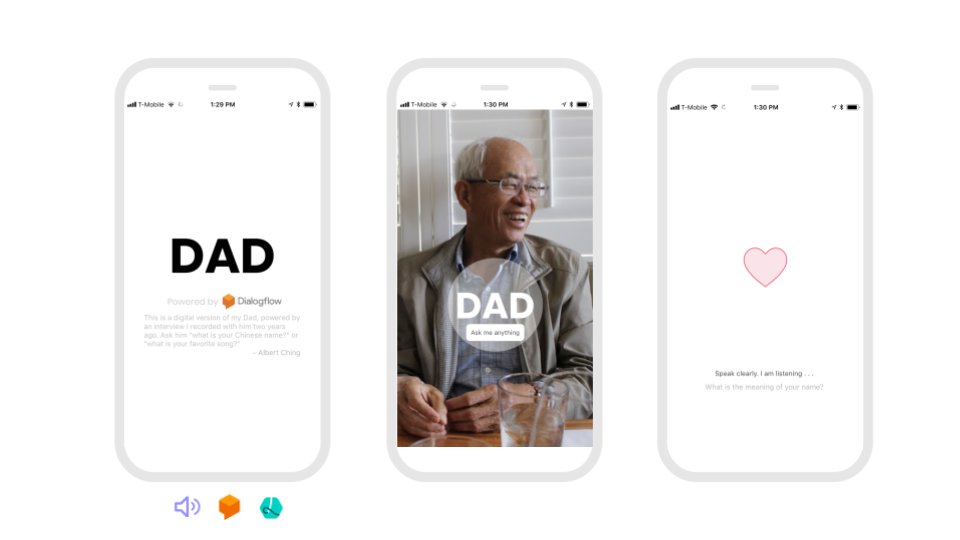 T-Mobile 1:29 PM
DAD
Powered by Dialogflow
This is a digital version of my Dad, powered by
an interview I recorded with him two years
ago. Ask him "what is your Chinese name?" or
"what is your favorite song?"
- Albert Ching
T-Mobile 1:30 PM
DAD
Ask me anything
T-Mobile 1:30 PM
Speak clearly. I am listening . . .
What is the meaning of your name?